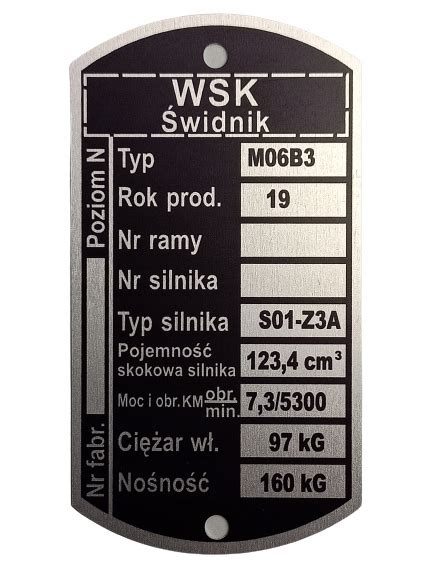 WSK
Świdnik
Poziom N
Nr fabr.
Typ M06B3
Rok prod. 19
Nr ramy
Nr silnika
Typ silnika S01-Z3A
Pojemność
skokowa silnika 123,4 cm³
Moc i obr. KM obr./min. 7,3/5300
Ciężar wł. 97 kG
Nośność 160 kG